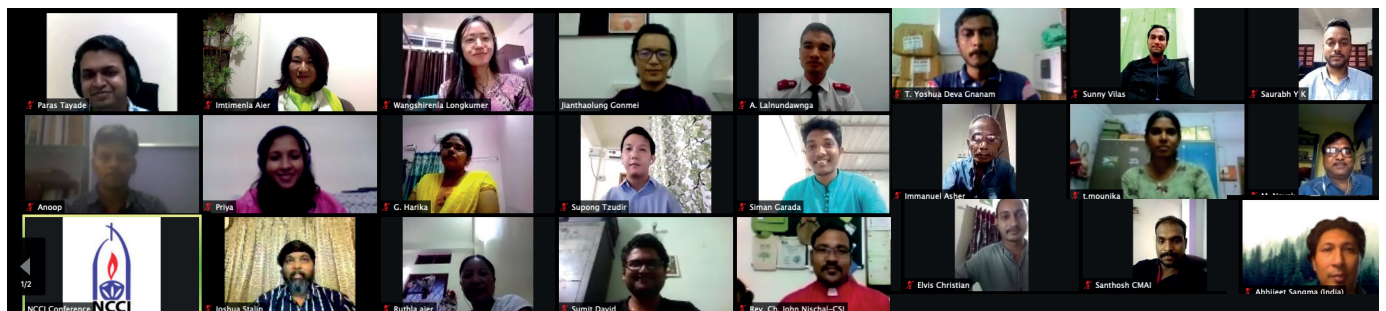 Paras Tayade
Imtimenla Aier
Wangshirenla Longkumer
Jianthaolung Gonmei
A. Lalnundawnga
T. Yoshua Deva Gnanam
Sunny Vilas
Saurabh Y K
Anoop
Priya
G. Harika
Supong Tzudir
Siman Garada
Immanuel Asher
t.mounika
1/2
NCCI
NCCI Conference
Joshua Stalin
Ruthla aier
Sumit David
Rev. Ch. John Nischal-CSI
Elvis Christian
Santhosh CMAI
Abhijeet Sangma (India)